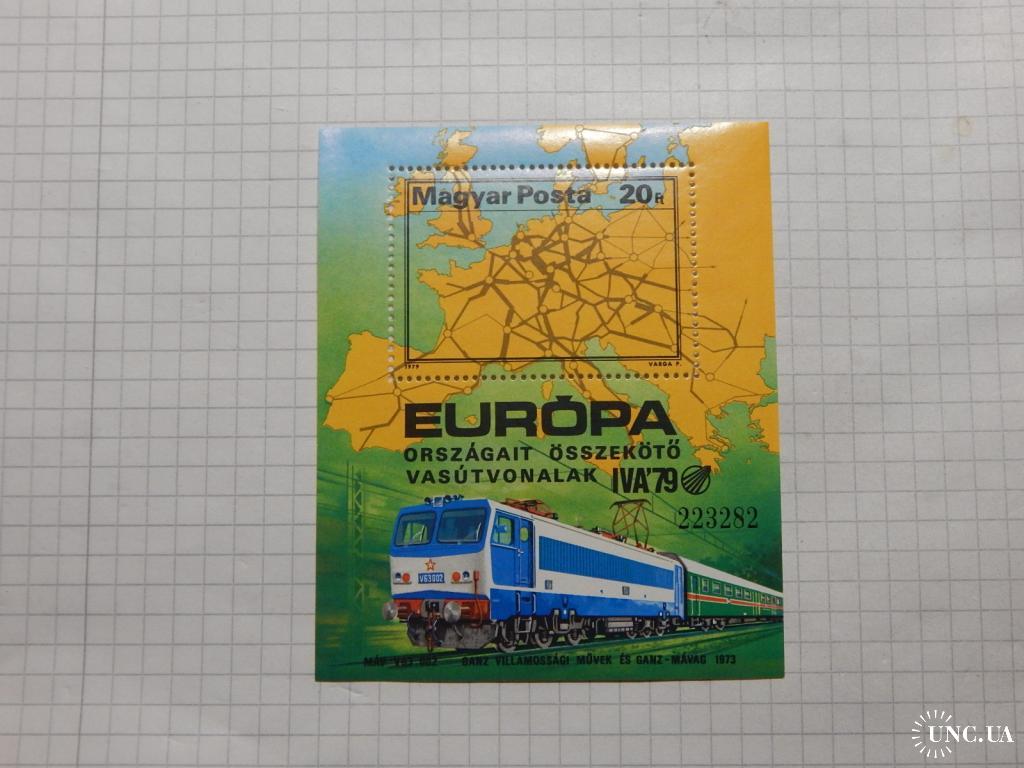 Magyar Posta 20Ft
1979 VARGA P.
EURÓPA
ORSZÁGAIT ÖSSZEKÖTŐ
VASÚTVONALAK IVA'79
223282
V63002
MÁV V63 002 GANZ VILLAMOSSÁGI MŰVEK ÉS GANZ-MÁVAG 1973
UNC.UA